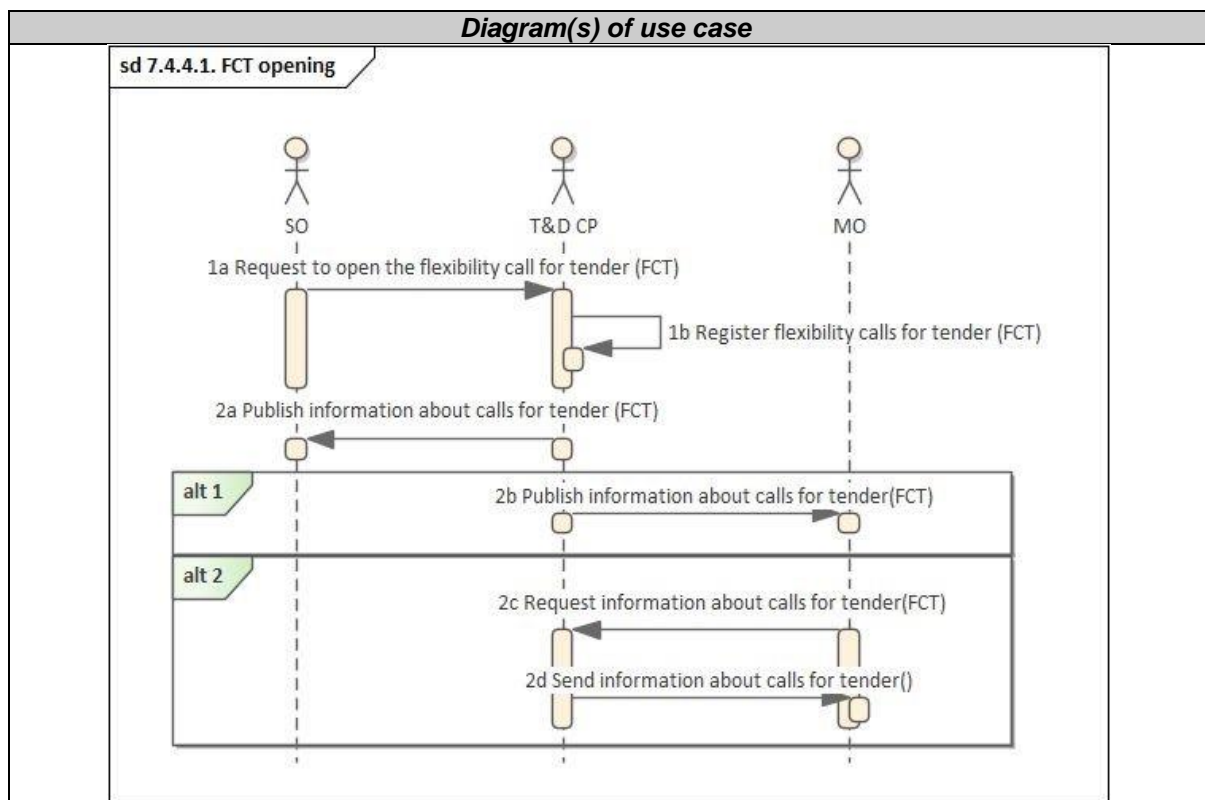 Diagram(s) of use case
sd 7.4.4.1. FCT opening
SO
T&D CP
MO
1a Request to open the flexibility call for tender (FCT)
1b Register flexibility calls for tender (FCT)
2a Publish information about calls for tender (FCT)
alt 1
2b Publish information about calls for tender(FCT)
alt 2
2c Request information about calls for tender(FCT)
2d Send information about calls for tender()